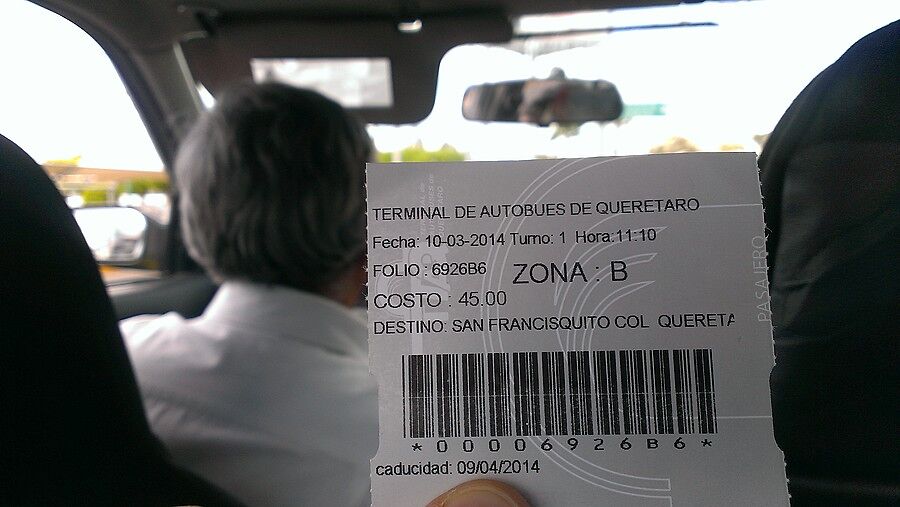 TERMINAL DE AUTOBUES DE QUERETARO
Fecha: 10-03-2014 Turno: 1 Hora:11:10
FOLIO : 6926B6 ZONA : B
COSTO : 45.00
DESTINO: SAN FRANCISQUITO COL QUERETA
*00006926B6*
caducidad: 09/04/2014
PASAJERO